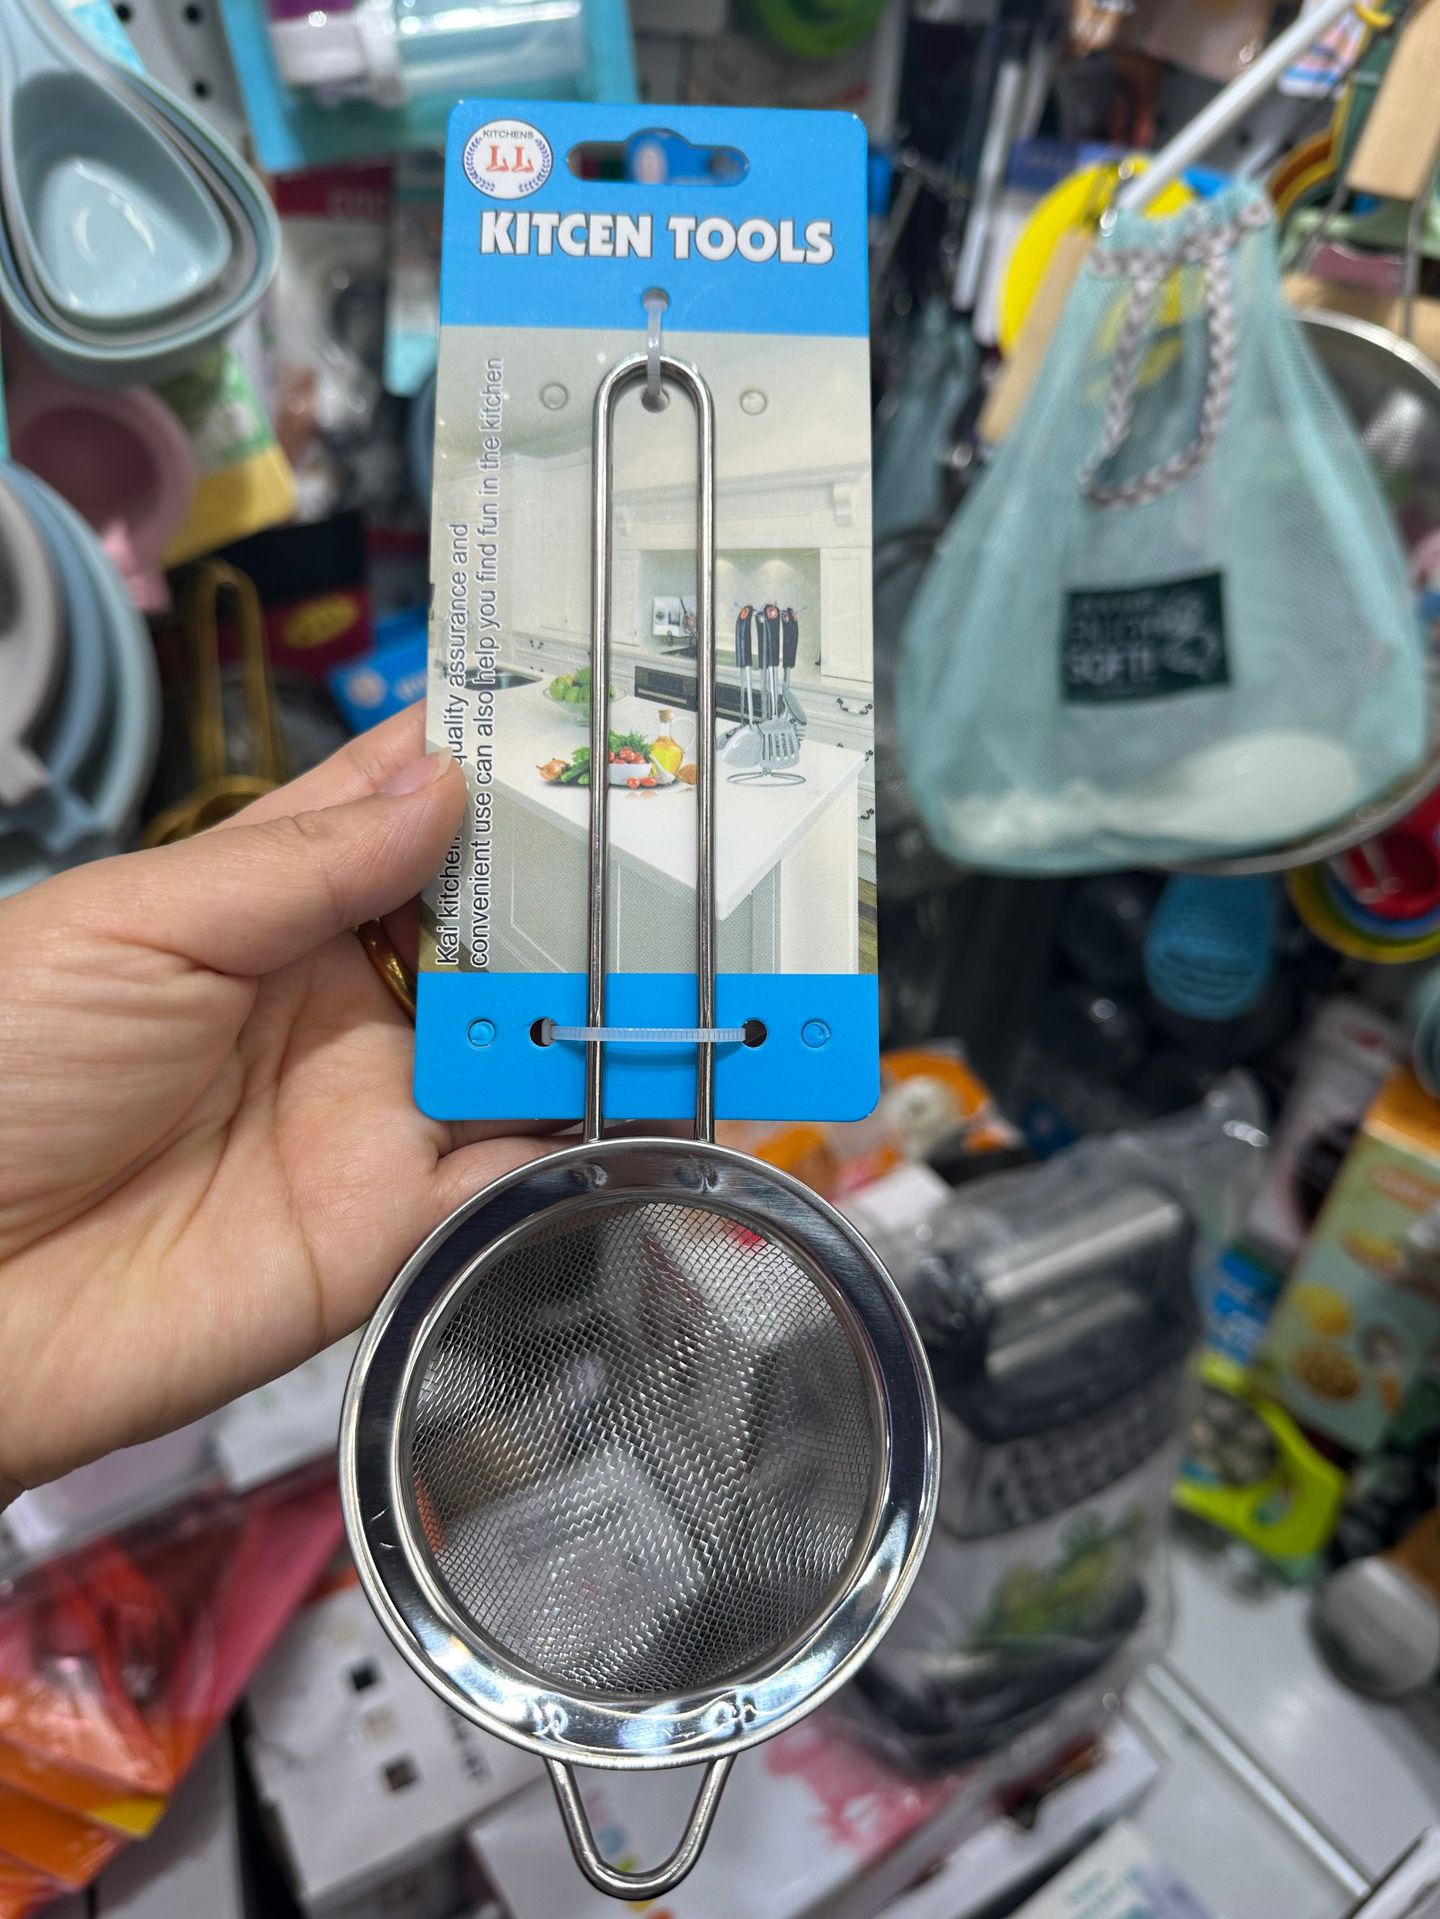 KITCHENS
LL
KITCEN TOOLS
Kai kitchen quality assurance and
convenient use can also help you find fun in the kitchen